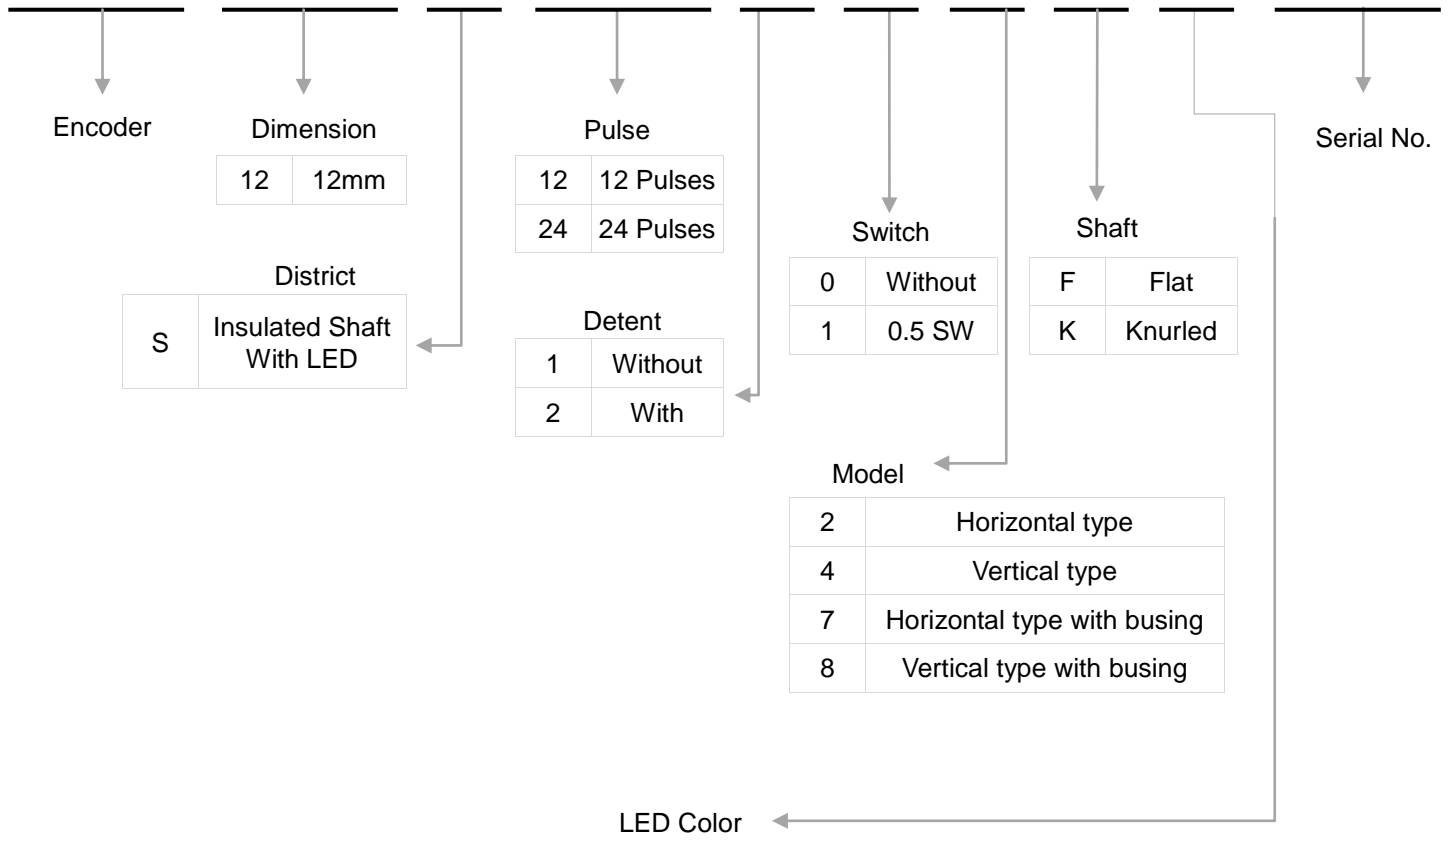 Encoder
Dimension
12 12mm
Pulse
12 12 Pulses
24 24 Pulses
Serial No.
District
S Insulated Shaft
With LED
Detent
1 Without
2 With
Switch
0 Without
1 0.5 SW
Shaft
F Flat
K Knurled
Model
2 Horizontal type
4 Vertical type
7 Horizontal type with busing
8 Vertical type with busing
LED Color